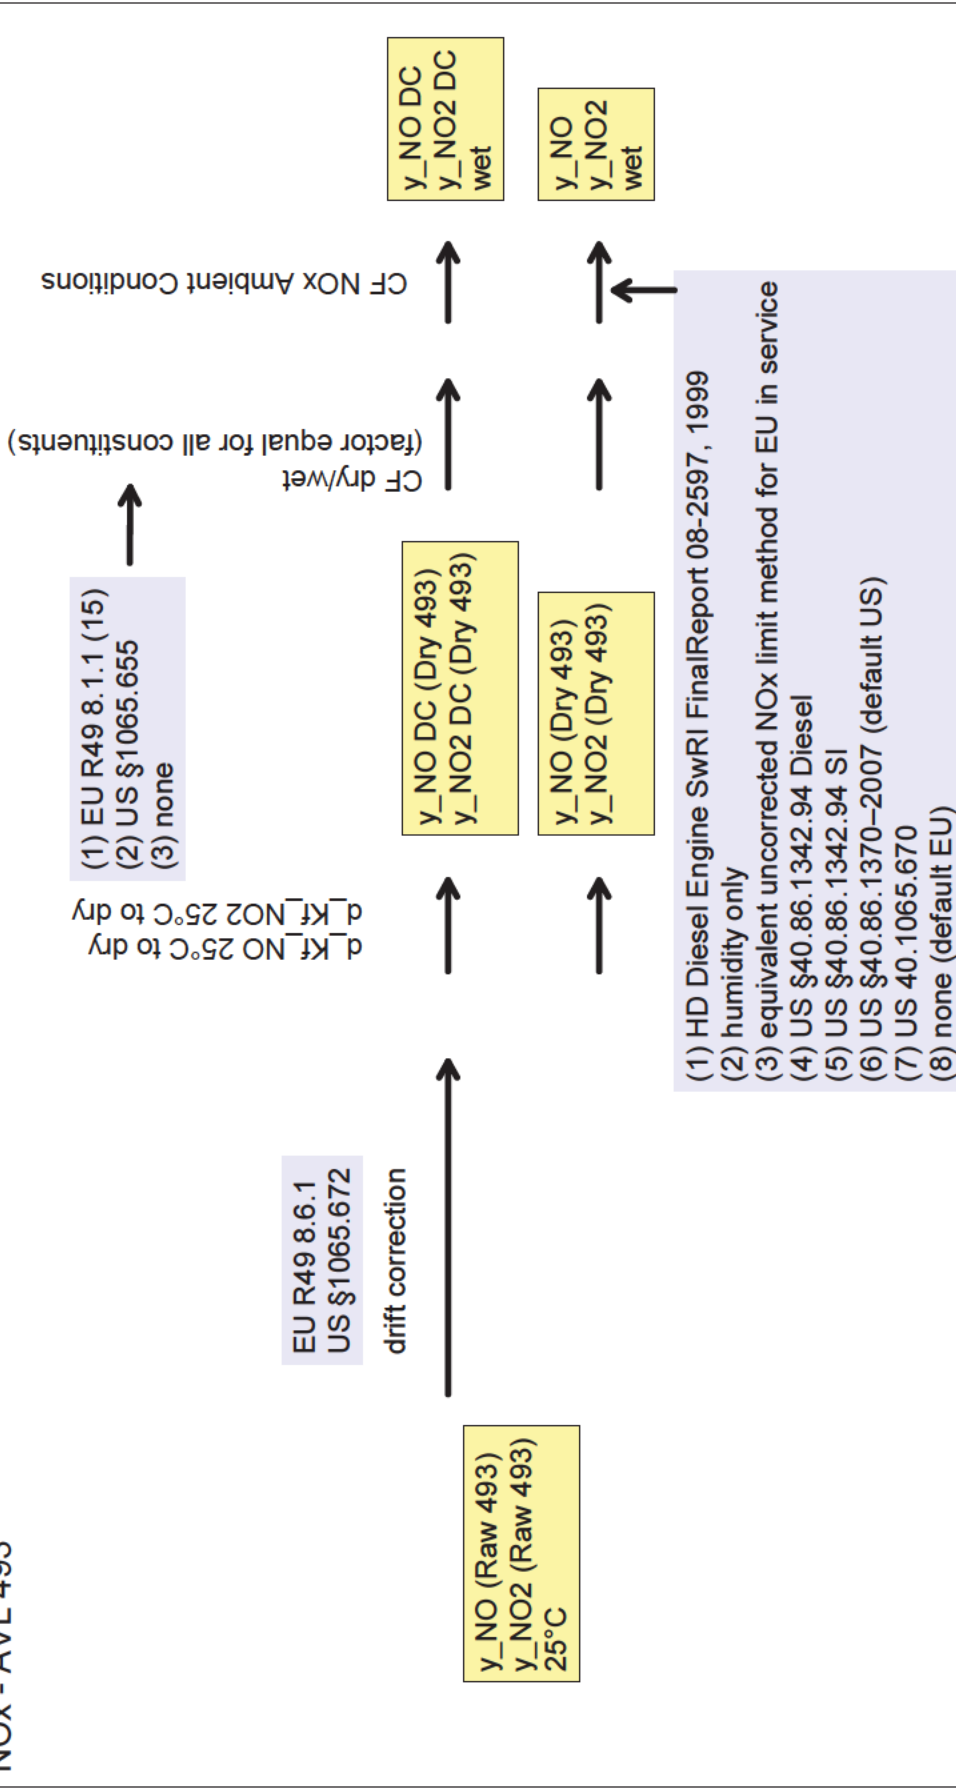 NOx - AVL 493
y_NO (Raw 493)
y_NO2 (Raw 493)
25°C
EU R49 8.6.1
US §1065.672
drift correction
d_Kf_NO 25°C to dry
d_Kf_NO2 25°C to dry
(1) EU R49 8.1.1 (15)
(2) US §1065.655
(3) none
y_NO DC (Dry 493)
y_NO2 DC (Dry 493)
y_NO (Dry 493)
y_NO2 (Dry 493)
CF dry/wet
(factor equal for all constituents)
CF NOx Ambient Conditions
y_NO DC
y_NO2 DC
wet
y_NO
y_NO2
wet
(1) HD Diesel Engine SwRI FinalReport 08-2597, 1999
(2) humidity only
(3) equivalent uncorrected NOx limit method for EU in service
(4) US §40.86.1342.94 Diesel
(5) US §40.86.1342.94 SI
(6) US §40.86.1370–2007 (default US)
(7) US 40.1065.670
(8) none (default EU)